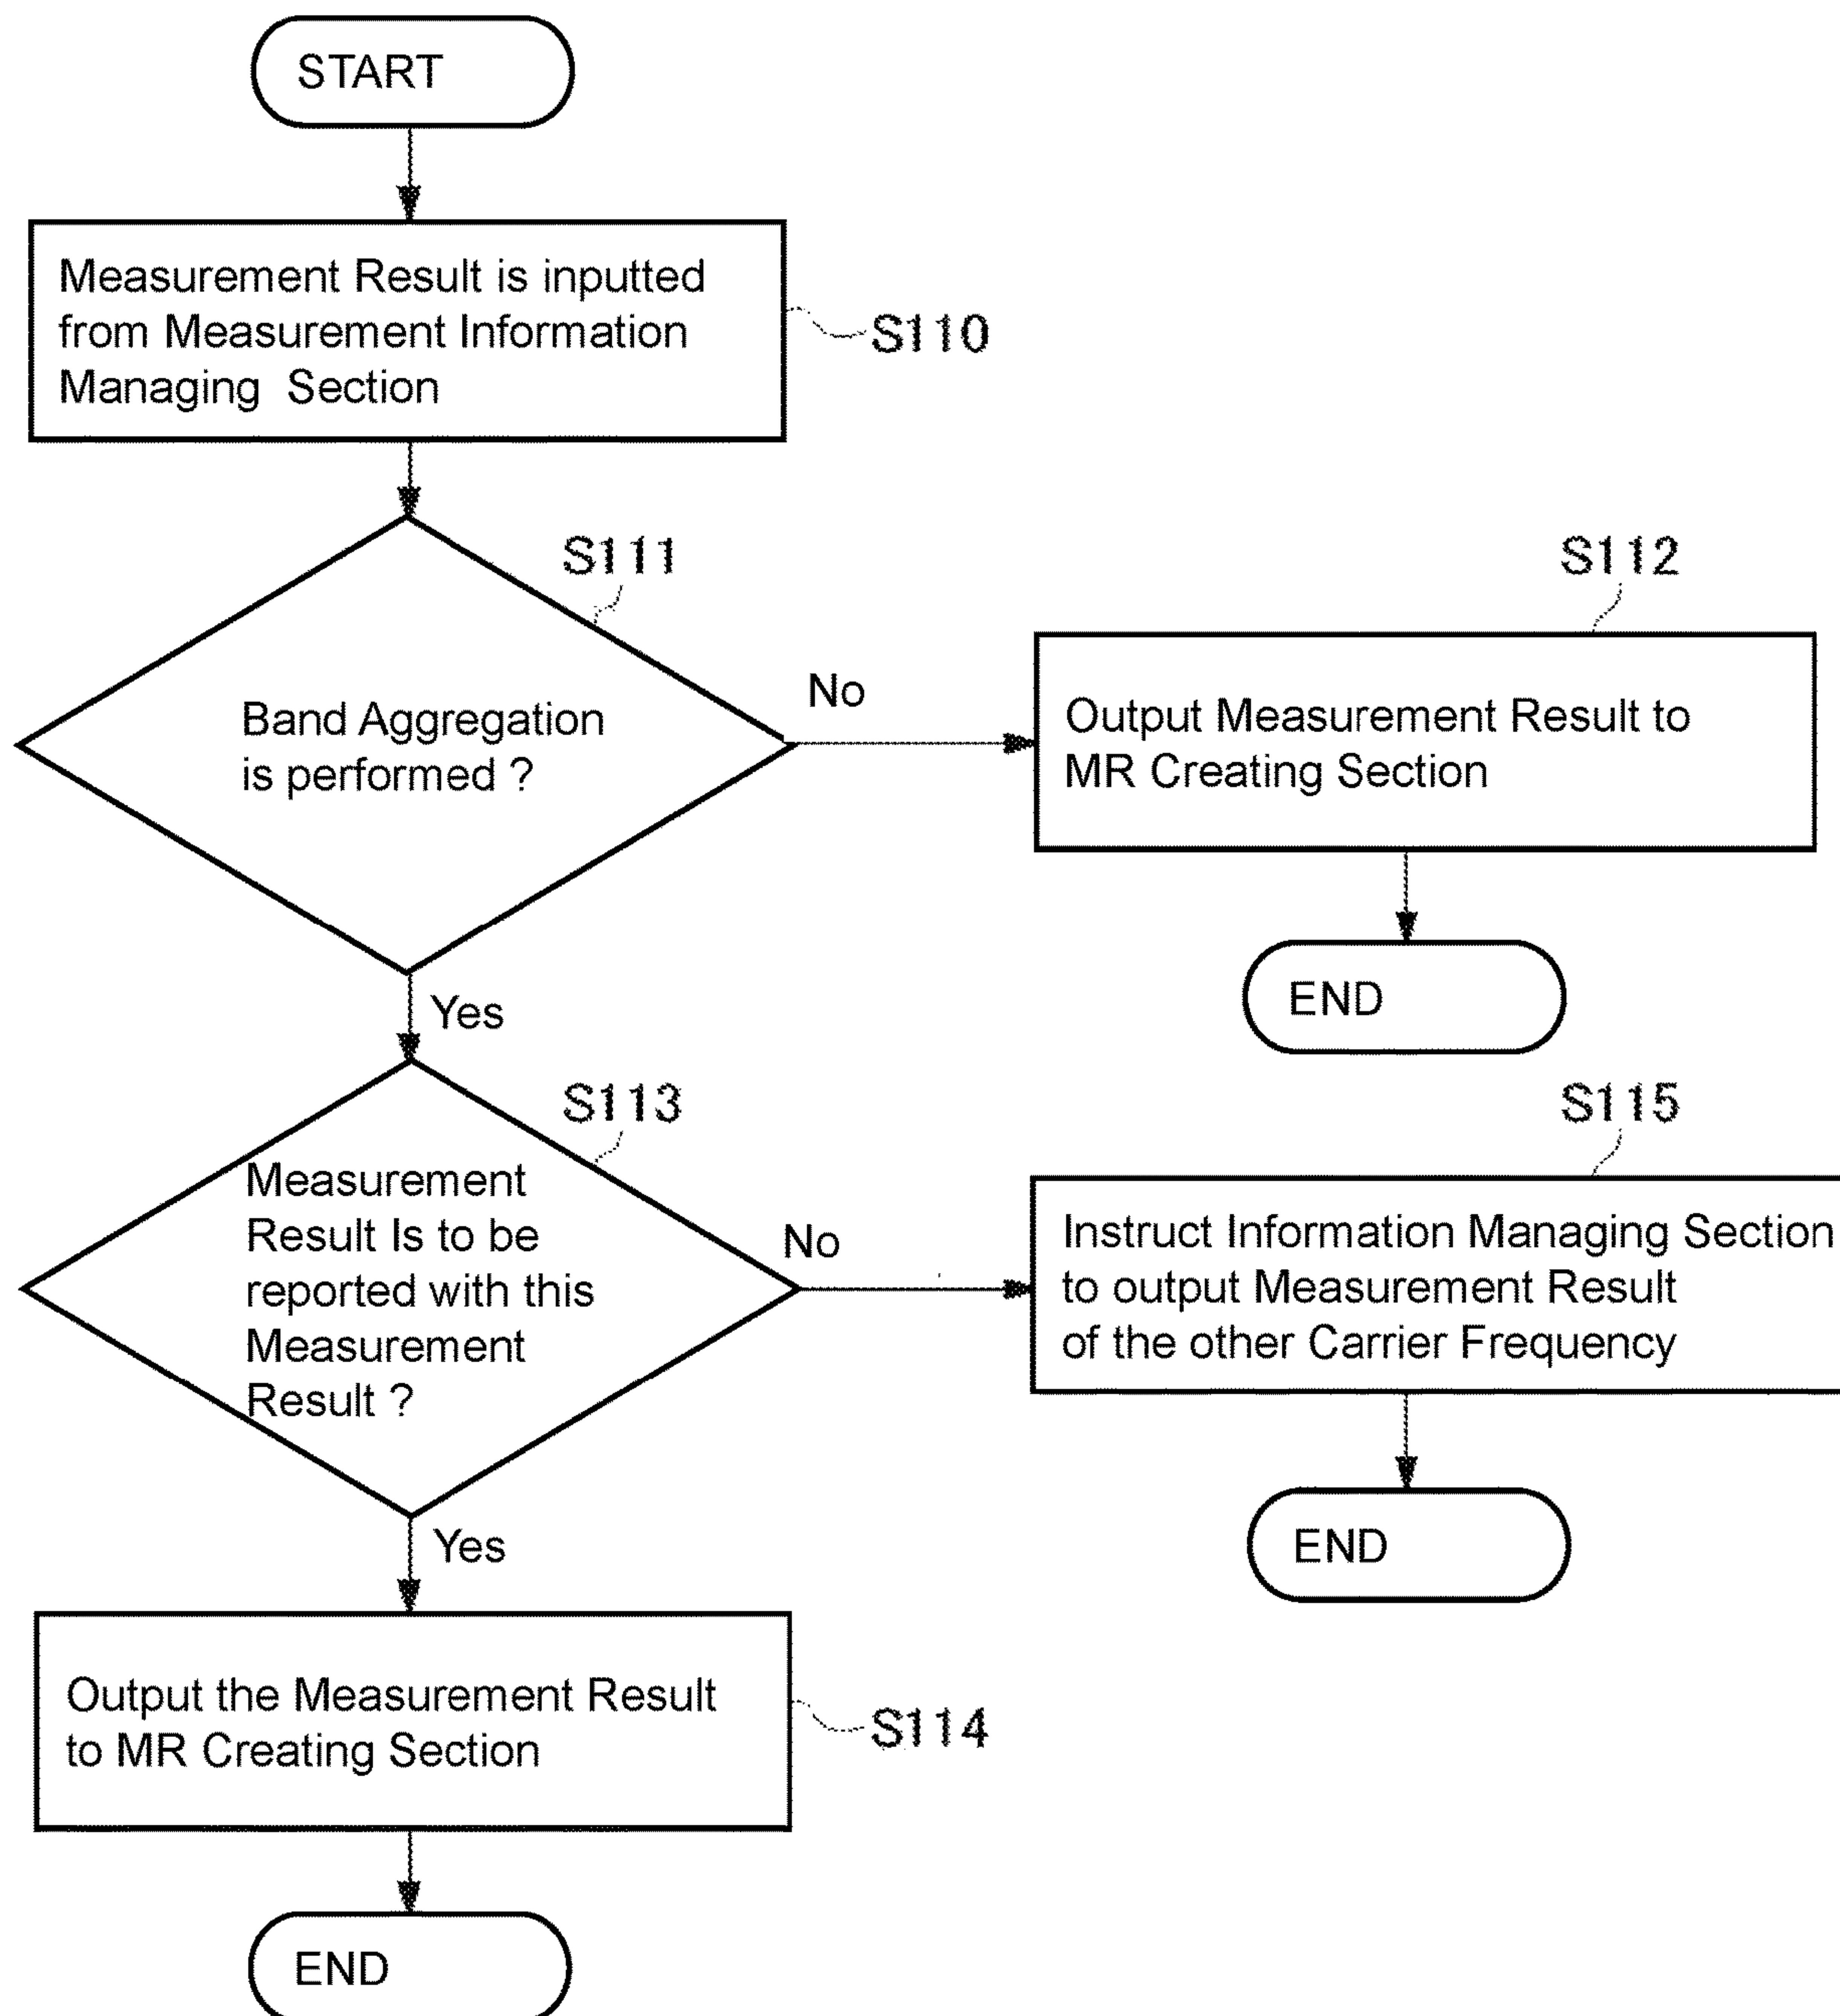 START
Measurement Result is inputted
from Measurement Information
Managing Section
S110
S111
Band Aggregation
is performed ?
No
S112
Output Measurement Result to
MR Creating Section
END
Yes
S113
Measurement
Result Is to be
reported with this
Measurement
Result ?
No
S115
Instruct Information Managing Section
to output Measurement Result
of the other Carrier Frequency
END
Yes
Output the Measurement Result
to MR Creating Section
S114
END